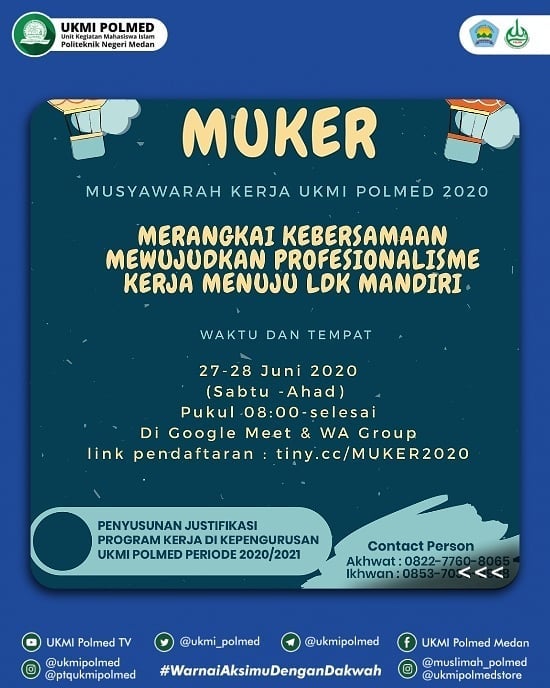 UKMI POLMED
Unit Kegiatan Mahasiswa Islam
Politeknik Negeri Medan
MUKER
MUSYAWARAH KERJA UKMI POLMED 2020
MERANGKAI KEBERSAMAAN
MEWUJUDKAN PROFESIONALISME
KERJA MENUJU LDK MANDIRI
WAKTU DAN TEMPAT
27-28 Juni 2020
(Sabtu -Ahad)
Pukul 08:00-selesai
Di Google Meet & WA Group
link pendaftaran : tiny.cc/MUKER2020
PENYUSUNAN JUSTIFIKASI
PROGRAM KERJA DI KEPENGURUSAN
UKMI POLMED PERIODE 2020/2021
Contact Person
Akhwat : 0822-7760-8065
Ikhwan :
<<<
UKMI Polmed TV
@ukmi_polmed
@ukmipolmed
UKMI Polmed Medan
@ukmipolmed
@ptqukmipolmed
#WarnaiAksimuDenganDakwah
@muslimah_polmed
@ukmipolmedstore